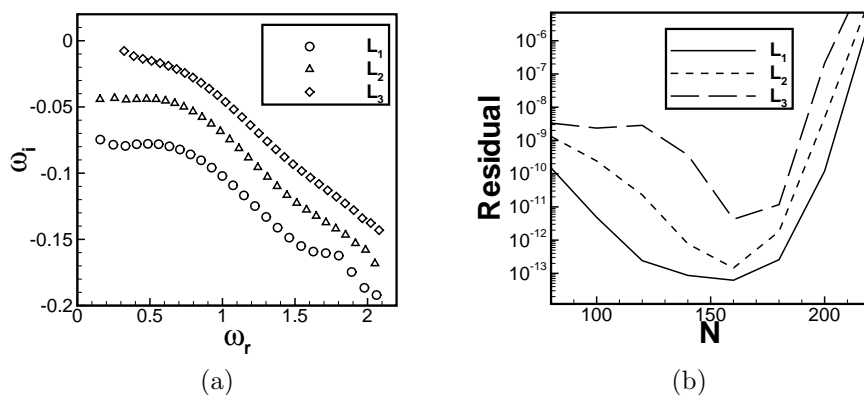 0
-0.05
-0.1
-0.15
-0.2
ω_i
0 0.5 1 1.5 2
ω_r
L_1
L_2
L_3
(a)
10^-6
10^-7
10^-8
10^-9
10^-10
10^-11
10^-12
10^-13
Residual
100 150 200
N
L_1
L_2
L_3
(b)